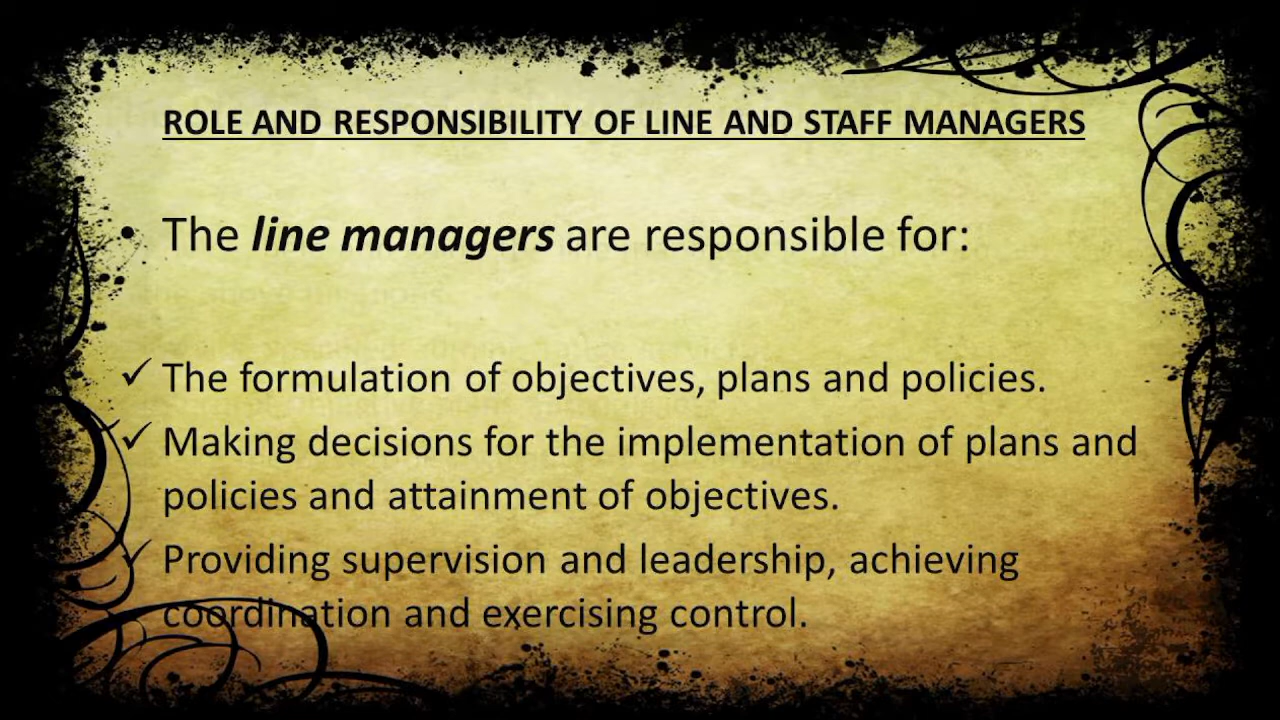 ROLE AND RESPONSIBILITY OF LINE AND STAFF MANAGERS
• The line managers are responsible for:
✓ The formulation of objectives, plans and policies.
✓ Making decisions for the implementation of plans and
policies and attainment of objectives.
✓ Providing supervision and leadership, achieving
coordination and exercising control.